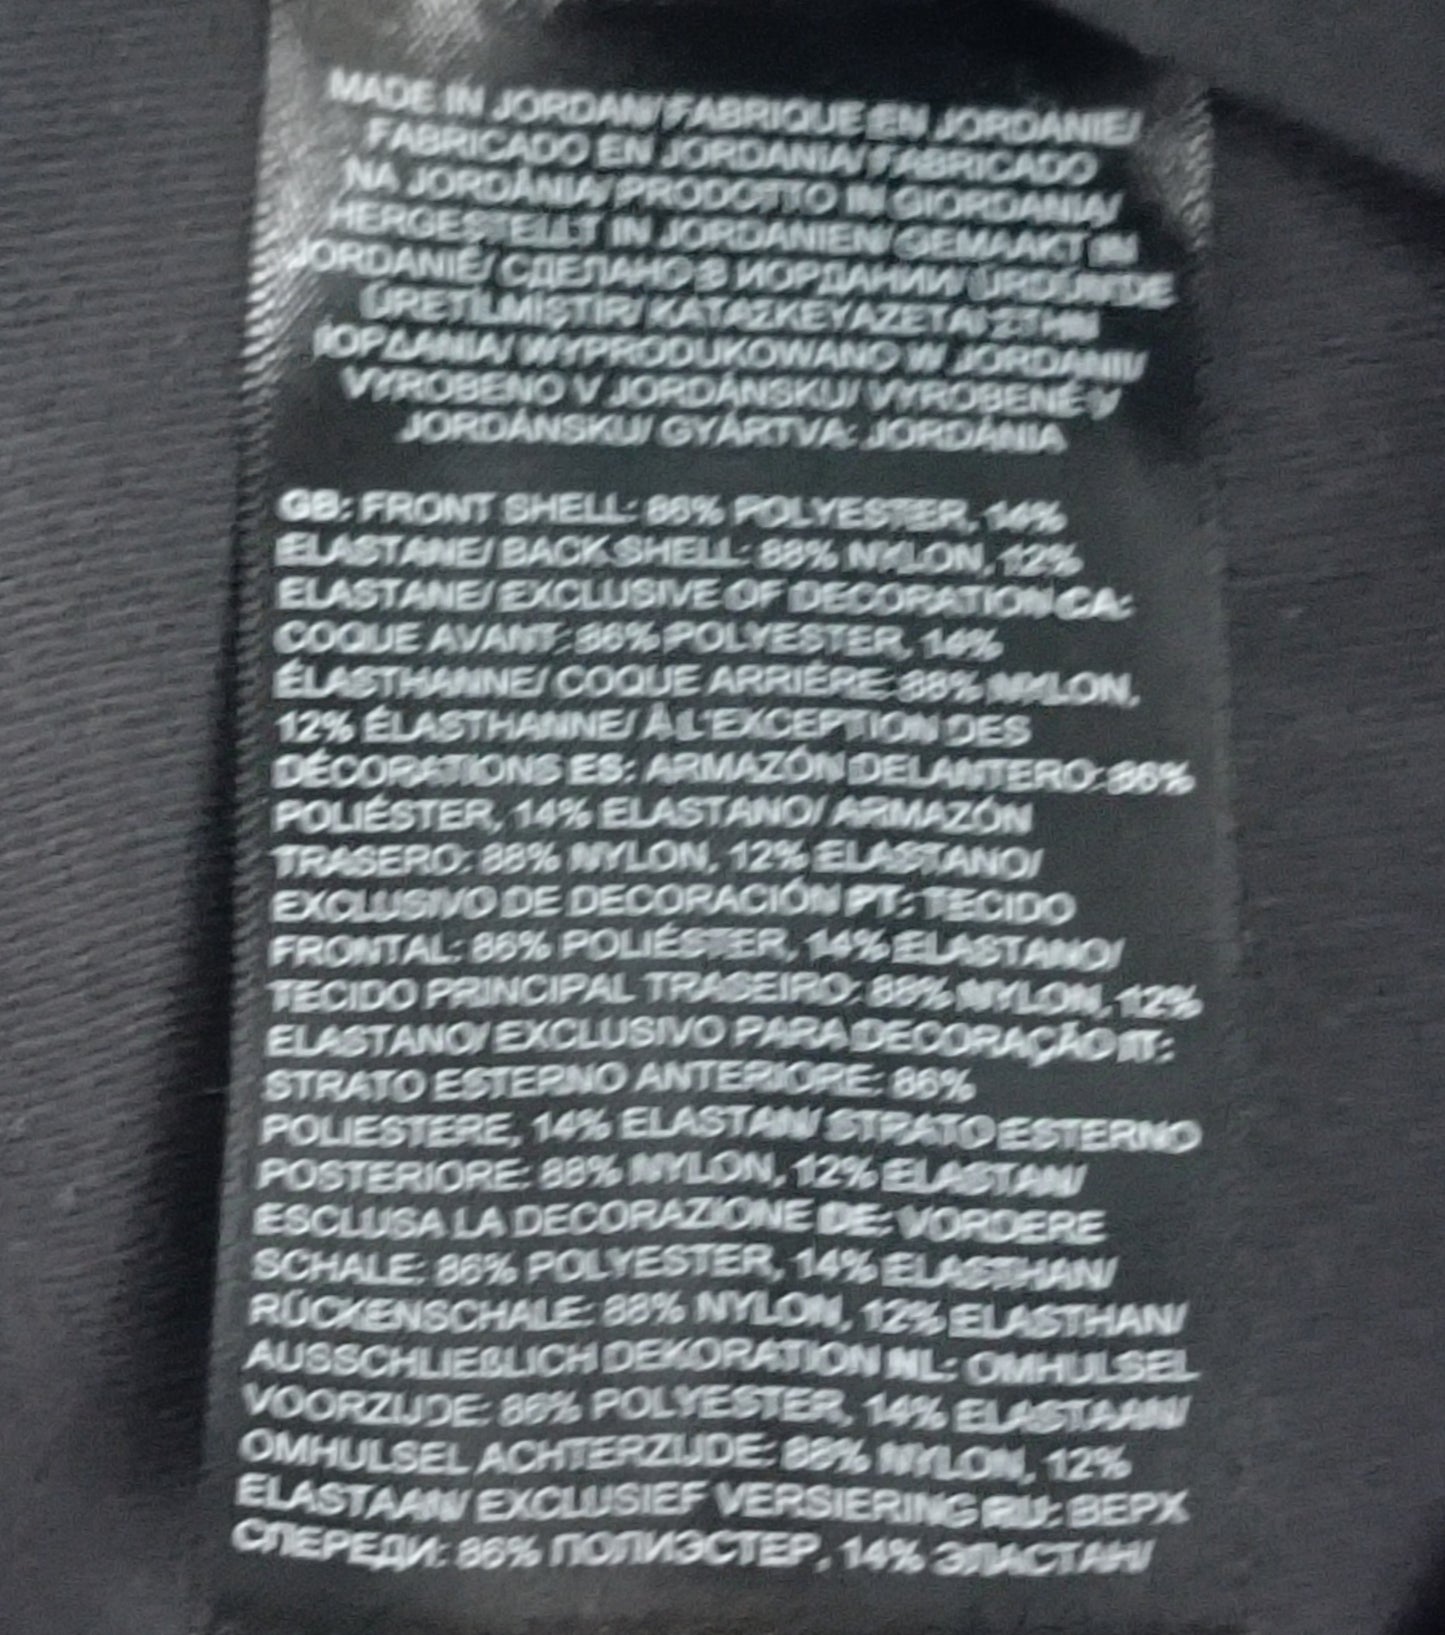 MADE IN JORDAN/ FABRIQUE EN JORDANIE/
FABRICADO EN JORDANIA/ FABRICADO
NA JORDÂNIA/ PRODOTTO IN GIORDANIA/
HERGESTELLT IN JORDANIEN/ GEMAAKT IN
JORDANIË/ СДЕЛАНО В ИОРДАНИИ/ ÜRDÜN'DE
ÜRETİLMİŞTİR/ ΚΑΤΑΣΚΕΥΑΖΕΤΑΙ ΣΤΗΝ
ΙΟΡΔΑΝΙΑ/ WYPRODUKOWANO W JORDANII/
VYROBENO V JORDÁNSKU/ VYROBENÉ V
JORDÁNSKU/ GYÁRTVA: JORDÁNIA
GB: FRONT SHELL: 86% POLYESTER, 14%
ELASTANE/ BACK SHELL: 88% NYLON, 12%
ELASTANE/ EXCLUSIVE OF DECORATION CA:
COQUE AVANT: 86% POLYESTER, 14%
ÉLASTHANNE/ COQUE ARRIÈRE: 88% NYLON,
12% ÉLASTHANNE/ À L'EXCEPTION DES
DÉCORATIONS ES: ARMAZÓN DELANTERO: 86%
POLIÉSTER, 14% ELASTANO/ ARMAZÓN
TRASERO: 88% NYLON, 12% ELASTANO/
EXCLUSIVO DE DECORACIÓN PT: TECIDO
FRONTAL: 86% POLIÉSTER, 14% ELASTANO/
TECIDO PRINCIPAL TRASEIRO: 88% NYLON, 12%
ELASTANO/ EXCLUSIVO PARA DECORAÇÃO IT:
STRATO ESTERNO ANTERIORE: 86%
POLIESTERE, 14% ELASTAN/ STRATO ESTERNO
POSTERIORE: 88% NYLON, 12% ELASTAN/
ESCLUSA LA DECORAZIONE DE: VORDERE
SCHALE: 86% POLYESTER, 14% ELASTHAN/
RÜCKENSCHALE: 88% NYLON, 12% ELASTHAN/
AUSSCHLIEßLICH DEKORATION NL: OMHULSEL
VOORZIJDE: 86% POLYESTER, 14% ELASTAAN/
OMHULSEL ACHTERZIJDE: 88% NYLON, 12%
ELASTAAN/ EXCLUSIEF VERSIERING RU: ВЕРХ
СПЕРЕДИ: 86% ПОЛИЭСТЕР, 14% ЭЛАСТАН/